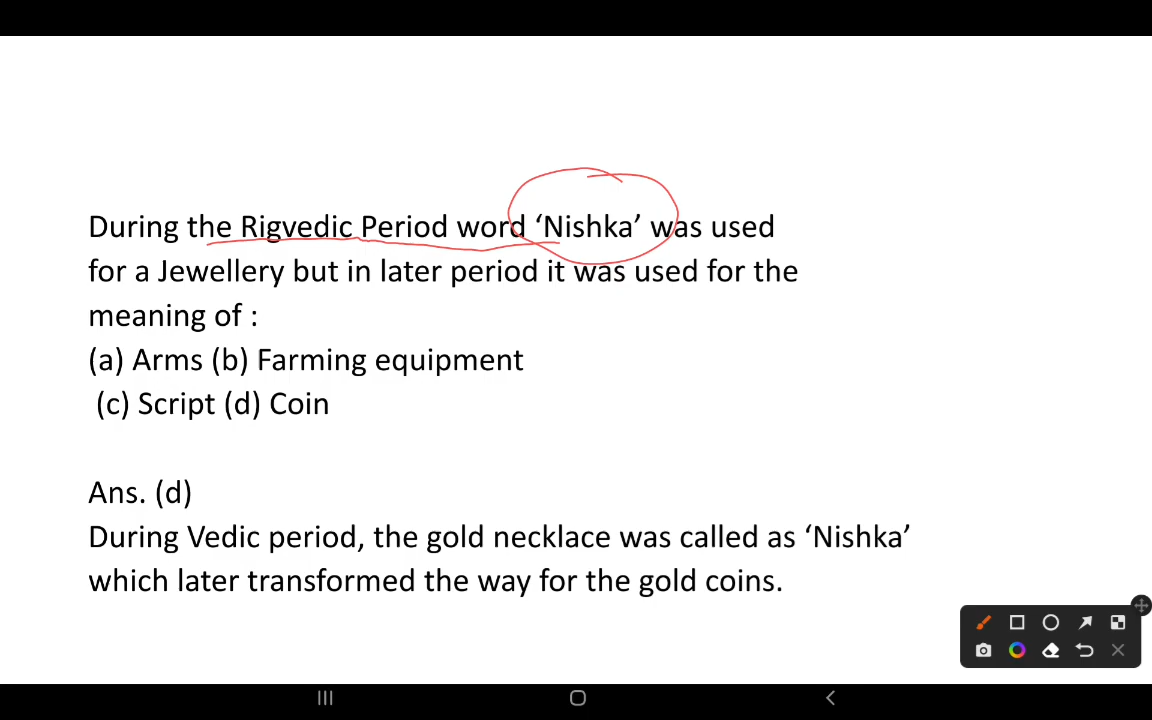 During the Rigvedic Period word ‘Nishka’ was used
for a Jewellery but in later period it was used for the
meaning of :
(a) Arms (b) Farming equipment
(c) Script (d) Coin
Ans. (d)
During Vedic period, the gold necklace was called as ‘Nishka’
which later transformed the way for the gold coins.